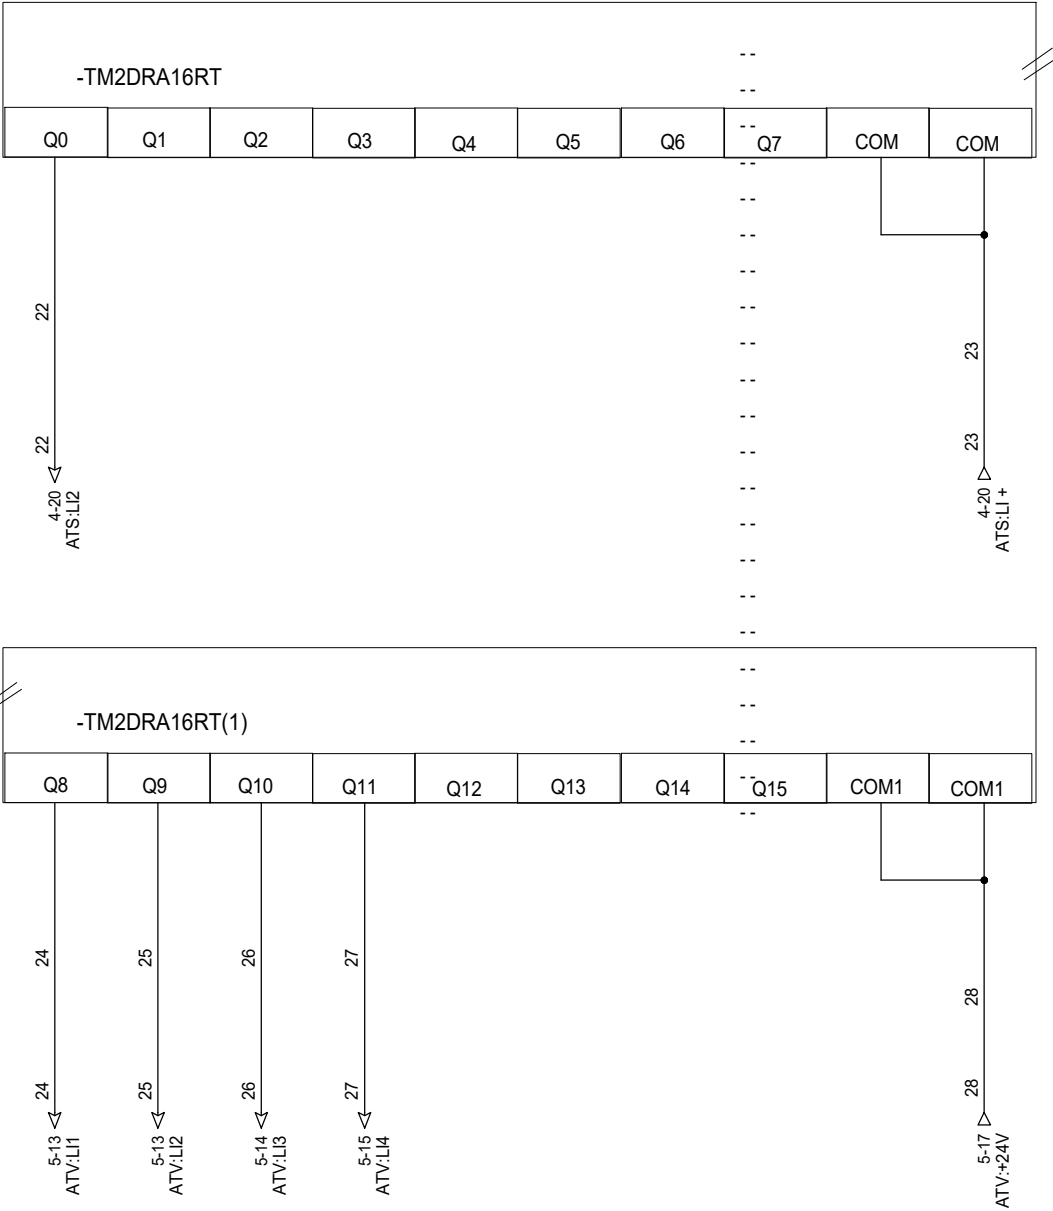 -TM2DRA16RT
Q0 Q1 Q2 Q3 Q4 Q5 Q6 Q7 COM COM
22
23
22
23
4-20
ATS:LI2
4-20
ATS:LI +
-TM2DRA16RT(1)
Q8 Q9 Q10 Q11 Q12 Q13 Q14 Q15 COM1 COM1
24 25 26 27
28
24 25 26 27
28
5-13
ATV:LI1
5-13
ATV:LI2
5-14
ATV:LI3
5-15
ATV:LI4
5-17
ATV:+24V